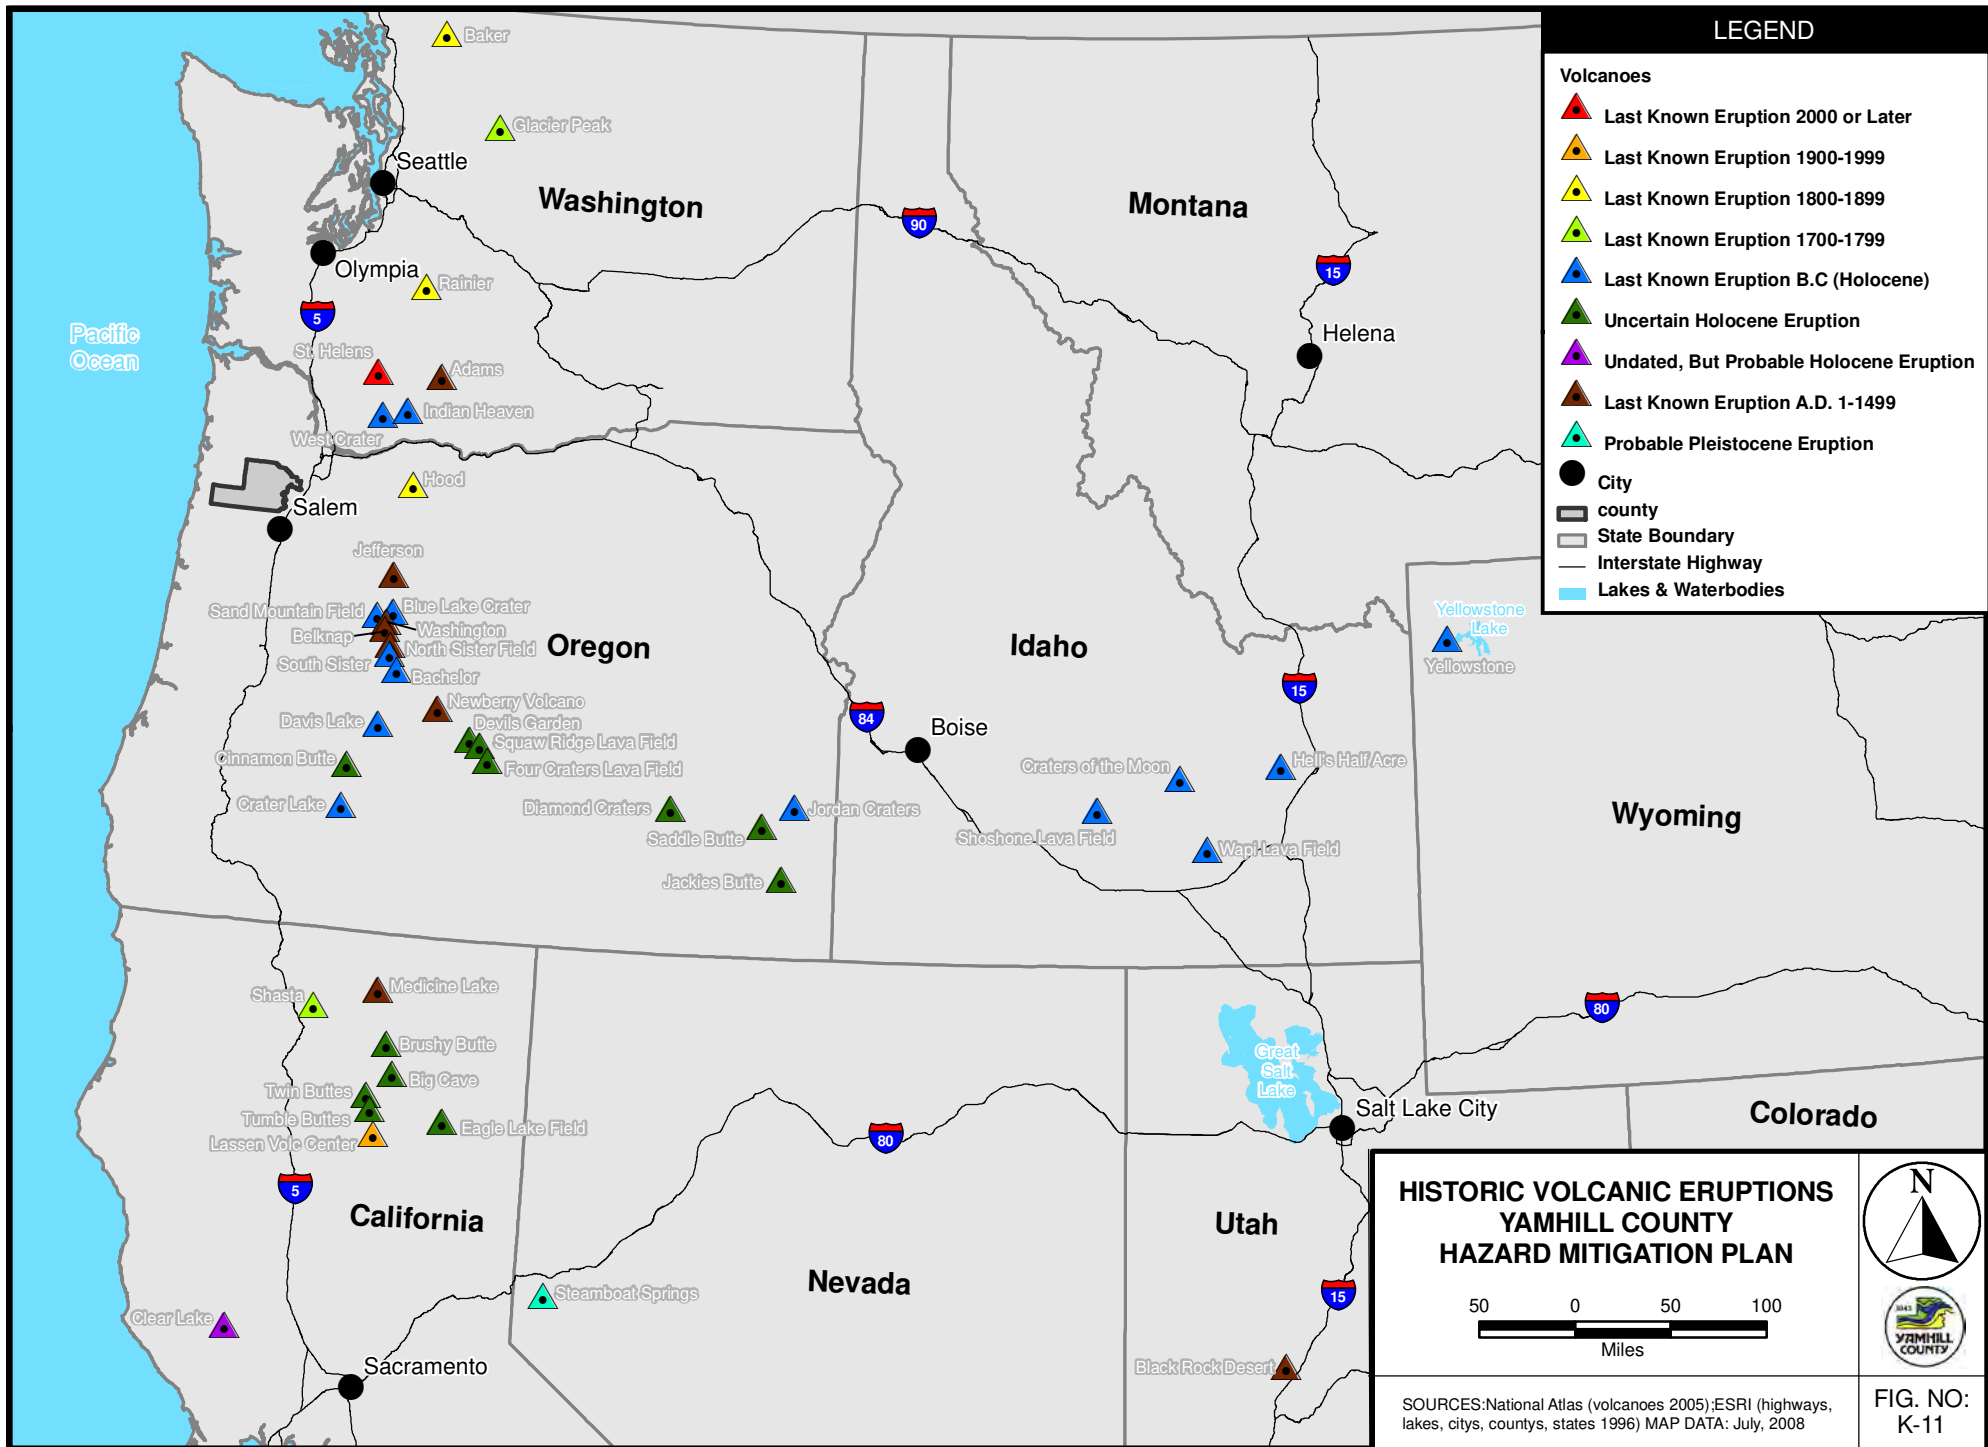 LEGEND
Volcanoes
Last Known Eruption 2000 or Later
Last Known Eruption 1900-1999
Last Known Eruption 1800-1899
Last Known Eruption 1700-1799
Last Known Eruption B.C (Holocene)
Uncertain Holocene Eruption
Undated, But Probable Holocene Eruption
Last Known Eruption A.D. 1-1499
Probable Pleistocene Eruption
City
county
State Boundary
Interstate Highway
Lakes & Waterbodies
Baker
Glacier Peak
Seattle
Washington
Montana
90
15
Olympia
Rainier
5
Pacific
Ocean
Helena
St. Helens
Adams
Indian Heaven
West Crater
Hood
Salem
Jefferson
Sand Mountain Field
Blue Lake Crater
Belknap
Washington
North Sister Field
South Sister
Bachelor
Oregon
Idaho
Yellowstone
Lake
Yellowstone
15
Newberry Volcano
Devils Garden
Davis Lake
Squaw Ridge Lava Field
Four Craters Lava Field
84
Boise
Cinnamon Butte
Crater Lake
Diamond Craters
Jordan Craters
Saddle Butte
Jackies Butte
Craters of the Moon
Hell's Half Acre
Shoshone Lava Field
Wapi Lava Field
Wyoming
Medicine Lake
Shasta
80
Brushy Butte
Big Cave
Twin Buttes
Tumble Buttes
Lassen Volc Center
Eagle Lake Field
Great
Salt
Lake
Salt Lake City
Colorado
80
5
California
Nevada
Utah
15
Steamboat Springs
Clear Lake
Sacramento
Black Rock Desert
HISTORIC VOLCANIC ERUPTIONS
YAMHILL COUNTY
HAZARD MITIGATION PLAN
50 0 50 100
Miles
N
1843
YAMHILL
COUNTY
SOURCES:National Atlas (volcanoes 2005);ESRI (highways,
lakes, citys, countys, states 1996) MAP DATA: July, 2008
FIG. NO:
K-11